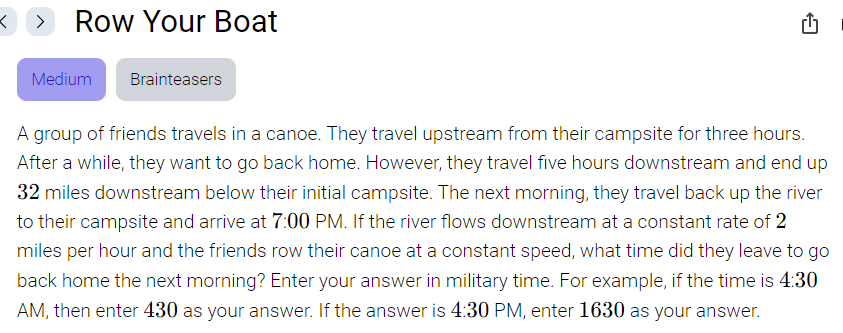 Row Your Boat
Medium Brainteasers
A group of friends travels in a canoe. They travel upstream from their campsite for three hours.
After a while, they want to go back home. However, they travel five hours downstream and end up
32 miles downstream below their initial campsite. The next morning, they travel back up the river
to their campsite and arrive at 7:00 PM. If the river flows downstream at a constant rate of 2
miles per hour and the friends row their canoe at a constant speed, what time did they leave to go
back home the next morning? Enter your answer in military time. For example, if the time is 4:30
AM, then enter 430 as your answer. If the answer is 4:30 PM, enter 1630 as your answer.